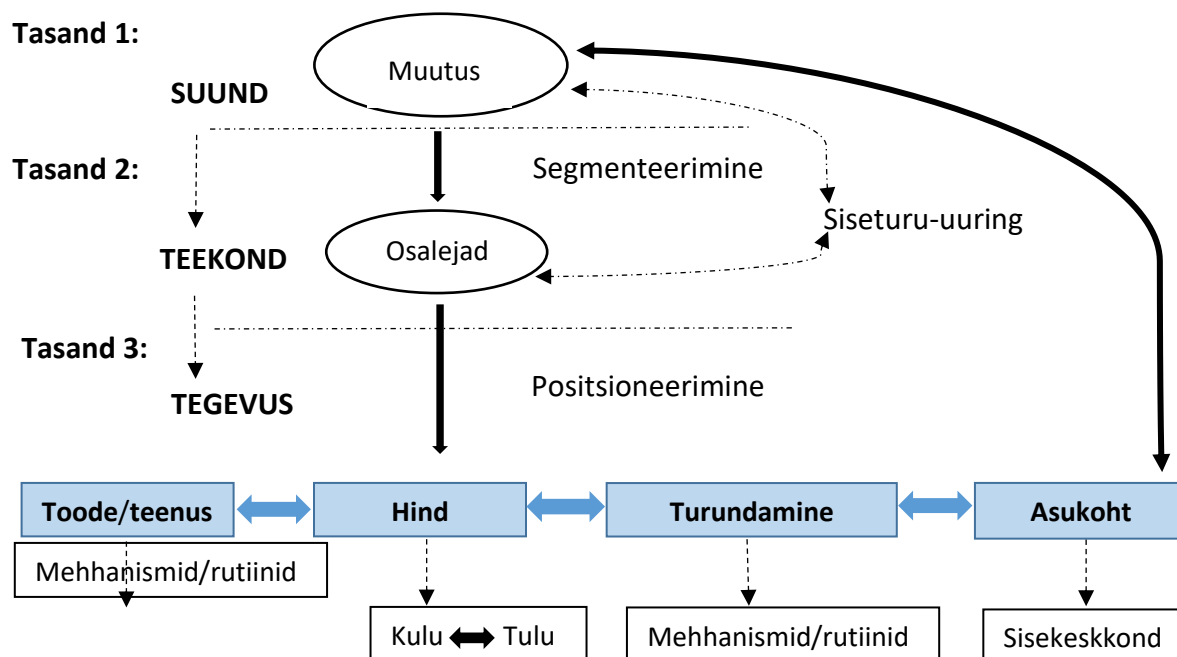 Tasand 1:
Muutus
SUUND
Tasand 2:
Segmenteerimine
Siseturu-uuring
TEEKOND
Osalejad
Tasand 3:
Positsioneerimine
TEGEVUS
Toode/teenus
Hind
Turundamine
Asukoht
Mehhanismid/rutiinid
Kulu
Tulu
Mehhanismid/rutiinid
Sisekeskkond